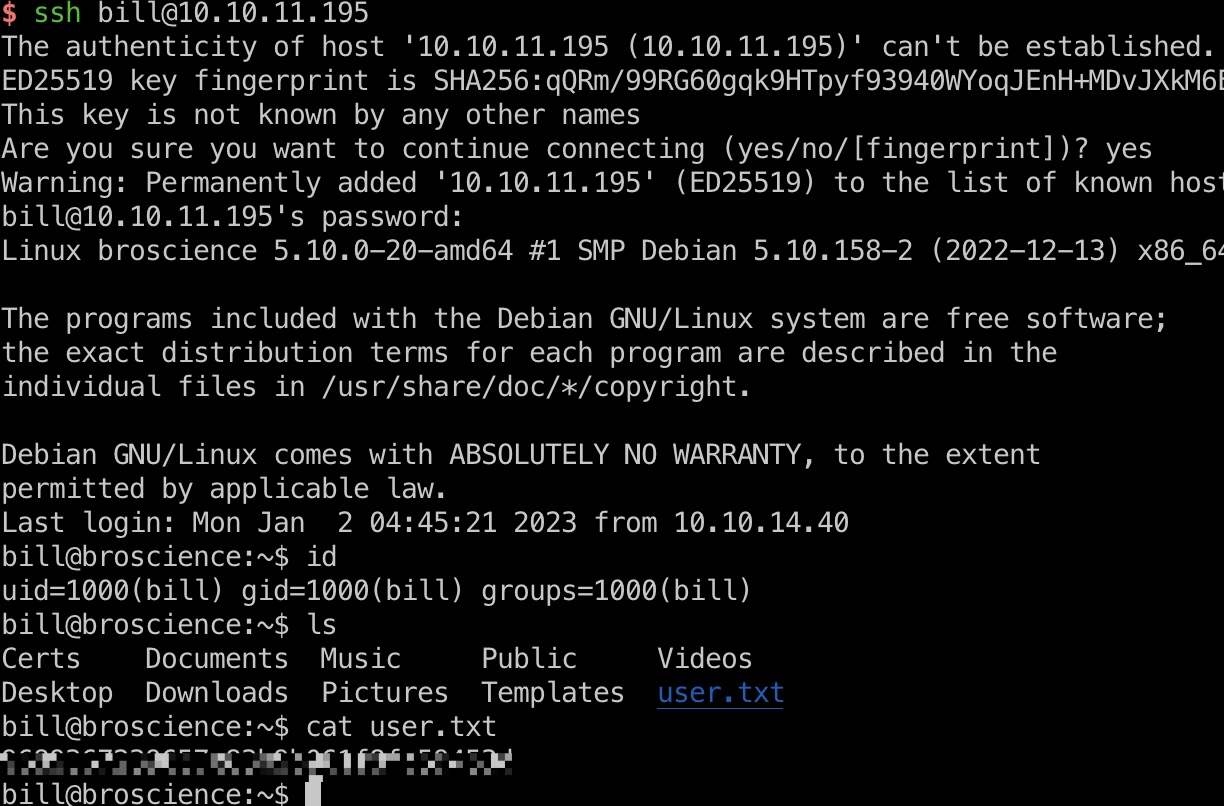 $ ssh bill@10.10.11.195
The authenticity of host '10.10.11.195 (10.10.11.195)' can't be established.
ED25519 key fingerprint is SHA256:qQRm/99RG60gqk9HTpyf93940WYoqJEnH+MDvJXkM6E
This key is not known by any other names
Are you sure you want to continue connecting (yes/no/[fingerprint])? yes
Warning: Permanently added '10.10.11.195' (ED25519) to the list of known host
bill@10.10.11.195's password:
Linux broscience 5.10.0-20-amd64 #1 SMP Debian 5.10.158-2 (2022-12-13) x86_64
The programs included with the Debian GNU/Linux system are free software;
the exact distribution terms for each program are described in the
individual files in /usr/share/doc/*/copyright.
Debian GNU/Linux comes with ABSOLUTELY NO WARRANTY, to the extent
permitted by applicable law.
Last login: Mon Jan  2 04:45:21 2023 from 10.10.14.40
bill@broscience:~$ id
uid=1000(bill) gid=1000(bill) groups=1000(bill)
bill@broscience:~$ ls
Certs    Documents  Music     Public     Videos
Desktop  Downloads  Pictures  Templates  user.txt
bill@broscience:~$ cat user.txt
bill@broscience:~$